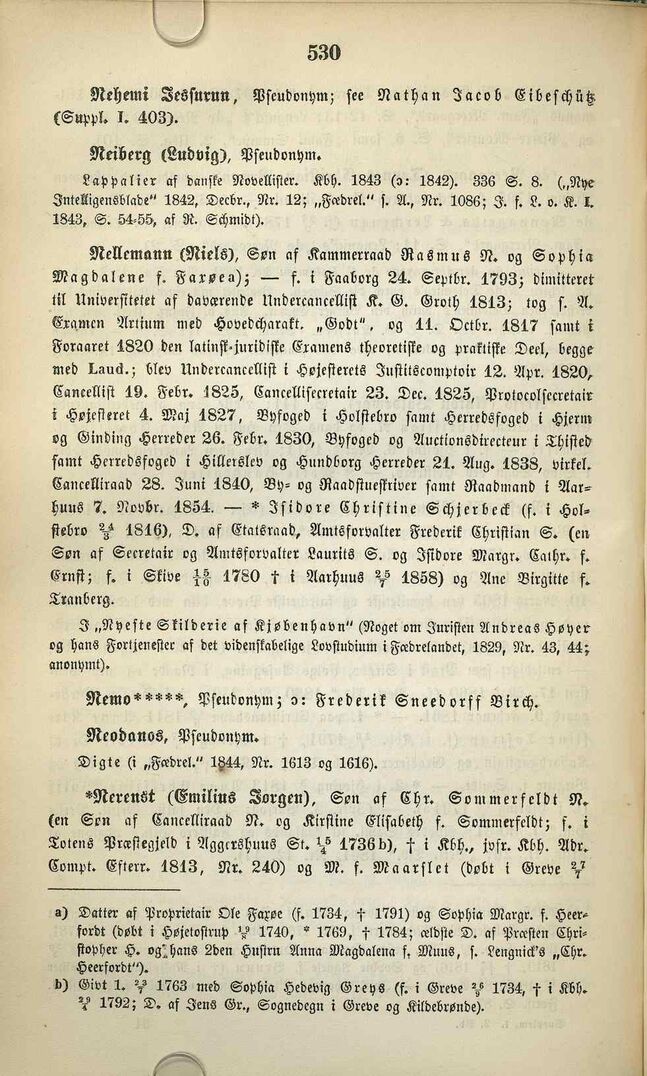 530
Nehemi Jessurun, Pseudonym; see Nathan Jacob Eibeschütz
(Suppl. I. 403).
Neiberg (Ludvig), Pseudonym.
Lappalier af danske Novellister. Kbh. 1843 (ɔ: 1842). 336 S. 8. („Nye
Intelligensblade“ 1842, Decbr., Nr. 12; „Fædrel.“ s. A., Nr. 1086; J. f. L. o. K. I.
1843, S. 54-55, af R. Schmidt).
Nellemann (Niels), Søn af Kammerraad Rasmus N. og Sophia
Magdalene f. Faxøea); — f. i Faaborg 24. Septbr. 1793; dimitteret
til Universitetet af daværende Undercancellist K. G. Groth 1813; tog s. A.
Examen Artium med Hovedcharakt. „Godt“, og 11. Octbr. 1817 samt i
Foraaret 1820 den latinsk-juridiske Examens theoretiske og praktiske Deel, begge
med Laud.; blev Undercancellist i Højesterets Justitscomptoir 12. Apr. 1820,
Cancellist 19. Febr. 1825, Cancellisecretair 23. Dec. 1825, Protocolsecretair
i Højesteret 4. Maj 1827, Byfoged i Holstebro samt Herredsfoged i Hjerm
og Ginding Herreder 26. Febr. 1830, Byfoged og Auctionsdirecteur i Thisted
samt Herredsfoged i Hillerslev og Hundborg Herreder 21. Aug. 1838, virkel.
Cancelliraad 28. Juni 1840, By- og Raadstueskriver samt Raadmand i Aar-
huus 7. Novbr. 1854. — * Isidore Christine Schjerbeck (f. i Hol-
stebro 24/3 1816), D. af Etatsraad, Amtsforvalter Frederik Christian S. (en
Søn af Secretair og Amtsforvalter Laurits S. og Isidore Margr. Cathr. f.
Ernst; f. i Skive 15/10 1780 † i Aarhuus 2/5 1858) og Ane Birgitte f.
Tranberg.
I „Nyeste Skilderie af Kjøbenhavn“ (Noget om Juristen Andreas Høyer
og hans Fortjenester af det videnskabelige Lovstudium i Fædrelandet, 1829, Nr. 43, 44;
anonymt).
Nemo*****, Pseudonym; ɔ: Frederik Sneedorff Birch.
Neodanos, Pseudonym.
Digte (i „Fædrel.“ 1844, Nr. 1613 og 1616).
*Nerenst (Emilius Jorgen), Søn af Chr. Sommerfeldt N.
(en Søn af Cancelliraad N. og Kirstine Elisabeth f. Sommerfeldt; f. i
Totens Præstegjeld i Aggershuus St. 15/4 1736b), † i Kbh., jvfr. Kbh. Adr.
Compt. Efterr. 1813, Nr. 240) og M. f. Maarslet (døbt i Greve 27/7
a) Datter af Proprietair Ole Faxøe (f. 1734, † 1791) og Sophia Margr. f. Heer-
fordt (døbt i Højetostrup 19/9 1740, * 1769, † 1784; ældste D. af Præsten Chri-
stopher H. og hans 2den Hustru Anna Magdalena f. Muus, s. Lengnick's „Chr.
Heerfordt“).
b) Givt 1. 2/3 1763 med Sophia Hedevig Greys (f. i Greve 2/6 1734, † i Kbh.
29/3 1792; D. af Jens Gr., Sognedegn i Greve og Kildebrønde).